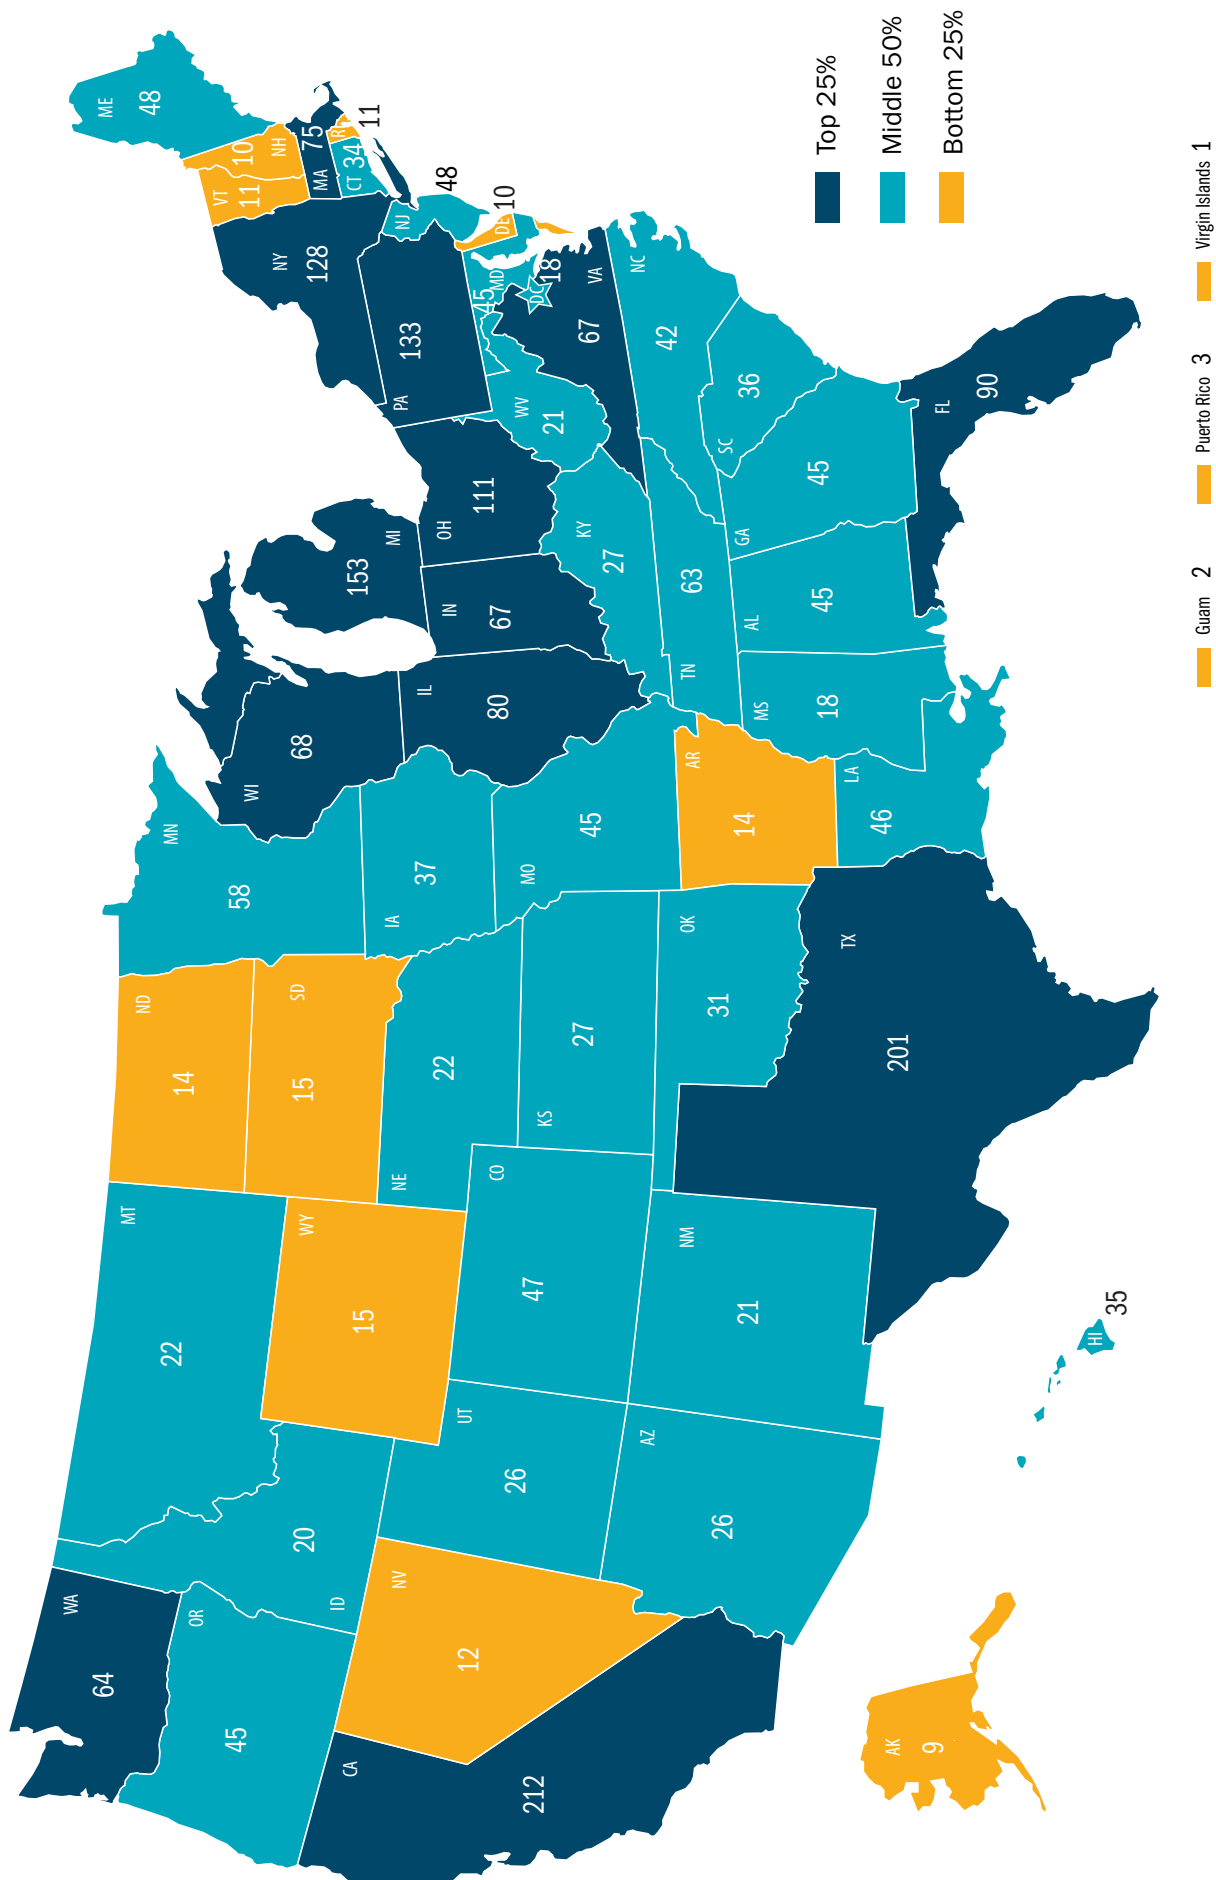 WA
64
OR
45
CA
212
ID
20
NV
12
MT
22
WY
15
UT
26
AZ
26
CO
47
NM
21
ND
14
SD
15
NE
22
KS
27
OK
31
TX
201
MN
58
IA
37
MO
45
AR
14
LA
46
WI
68
IL
80
MS
18
MI
153
IN
67
OH
111
KY
27
TN
63
AL
45
GA
45
FL
90
SC
36
NC
42
VA
67
WV
21
MD
45
DC
18
DE
10
PA
133
NJ
48
NY
128
CT
34
RI
11
MA
75
VT
11
NH
10
ME
48
AK
9
HI
35
Top 25%
Middle 50%
Bottom 25%
Guam 2
Puerto Rico 3
Virgin Islands 1